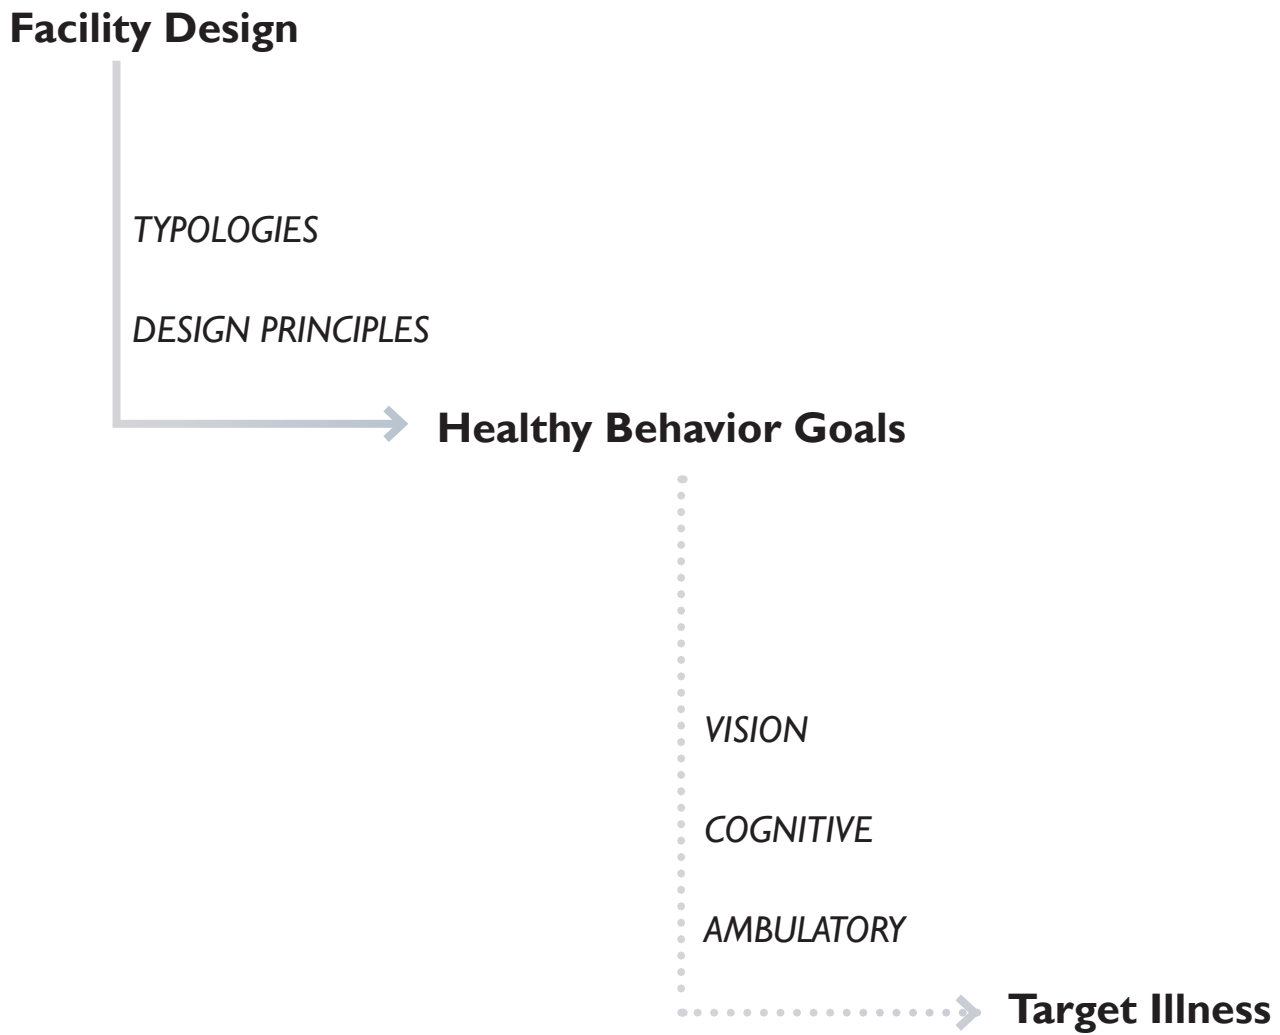 Facility Design
TYPOLOGIES
DESIGN PRINCIPLES
Healthy Behavior Goals
VISION
COGNITIVE
AMBULATORY
Target Illness